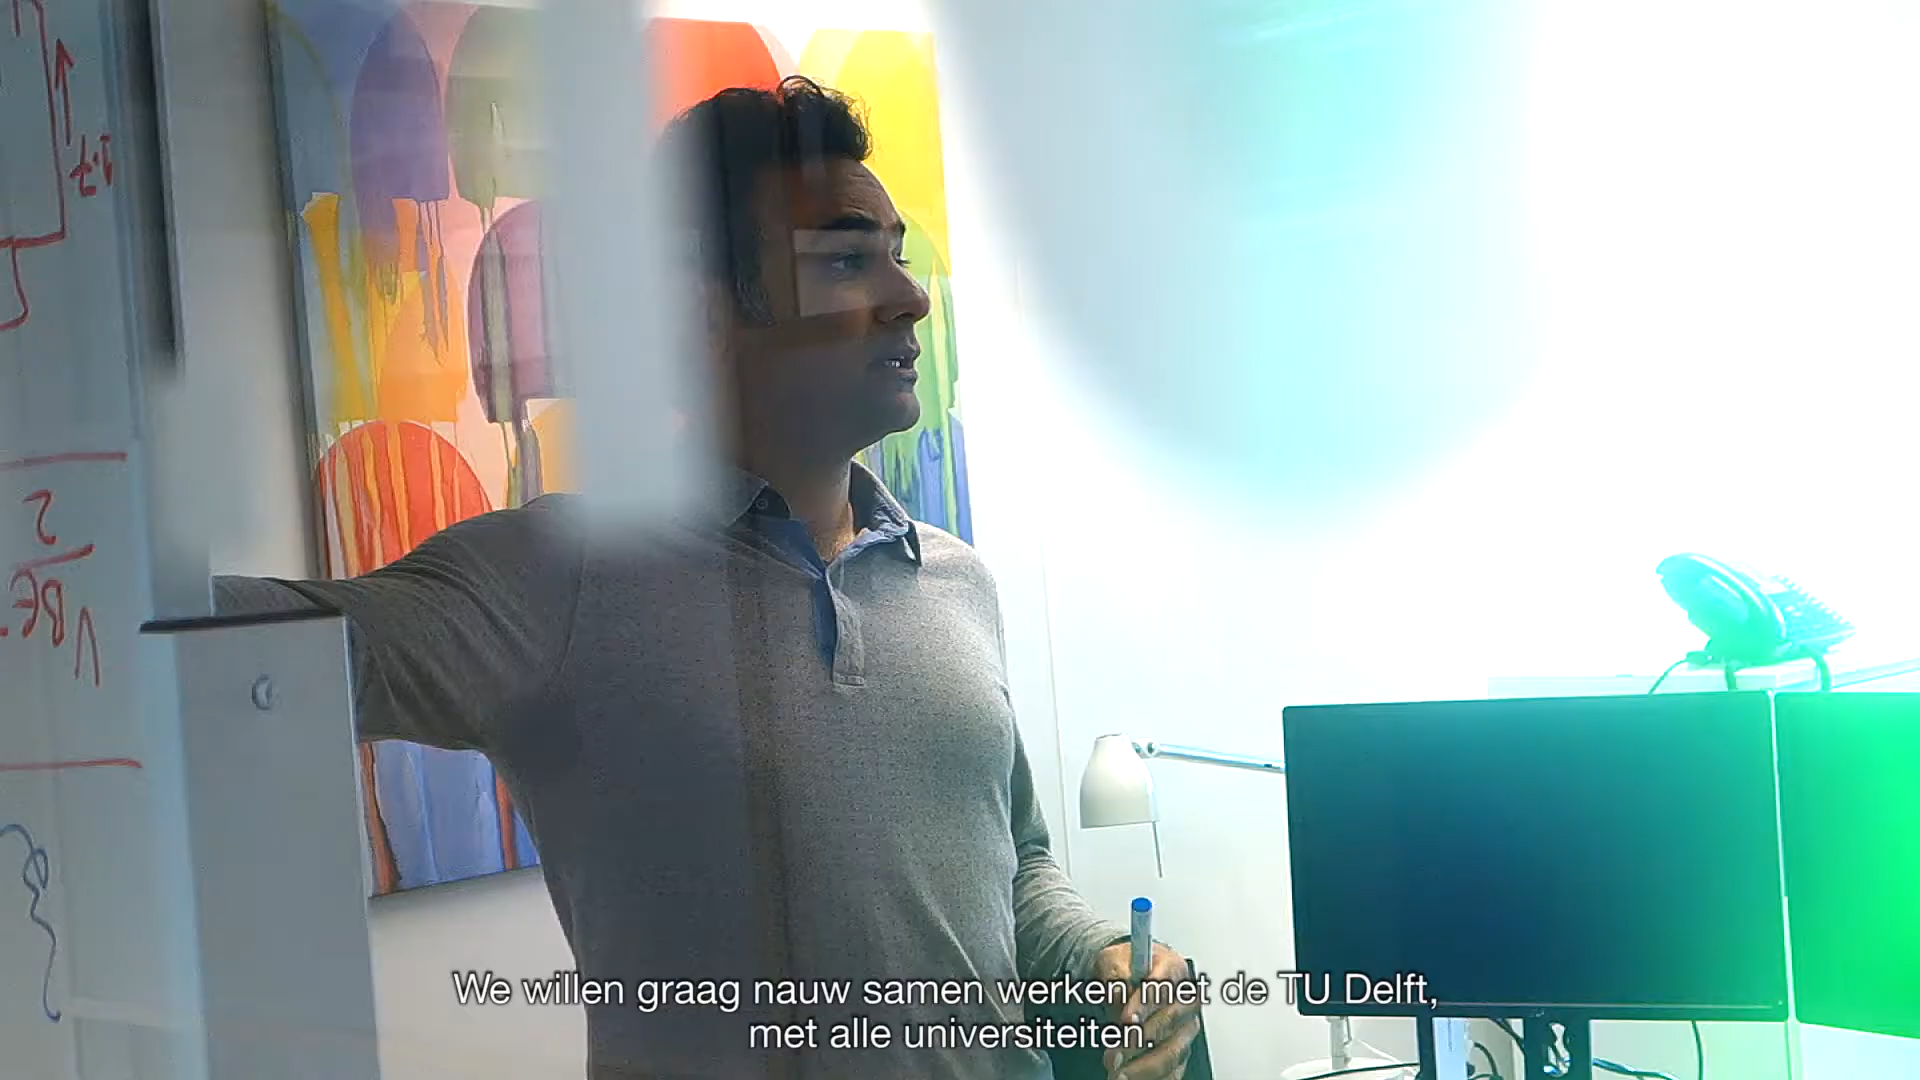 We willen graag nauw samen werken met de TU Delft,
met alle universiteiten.